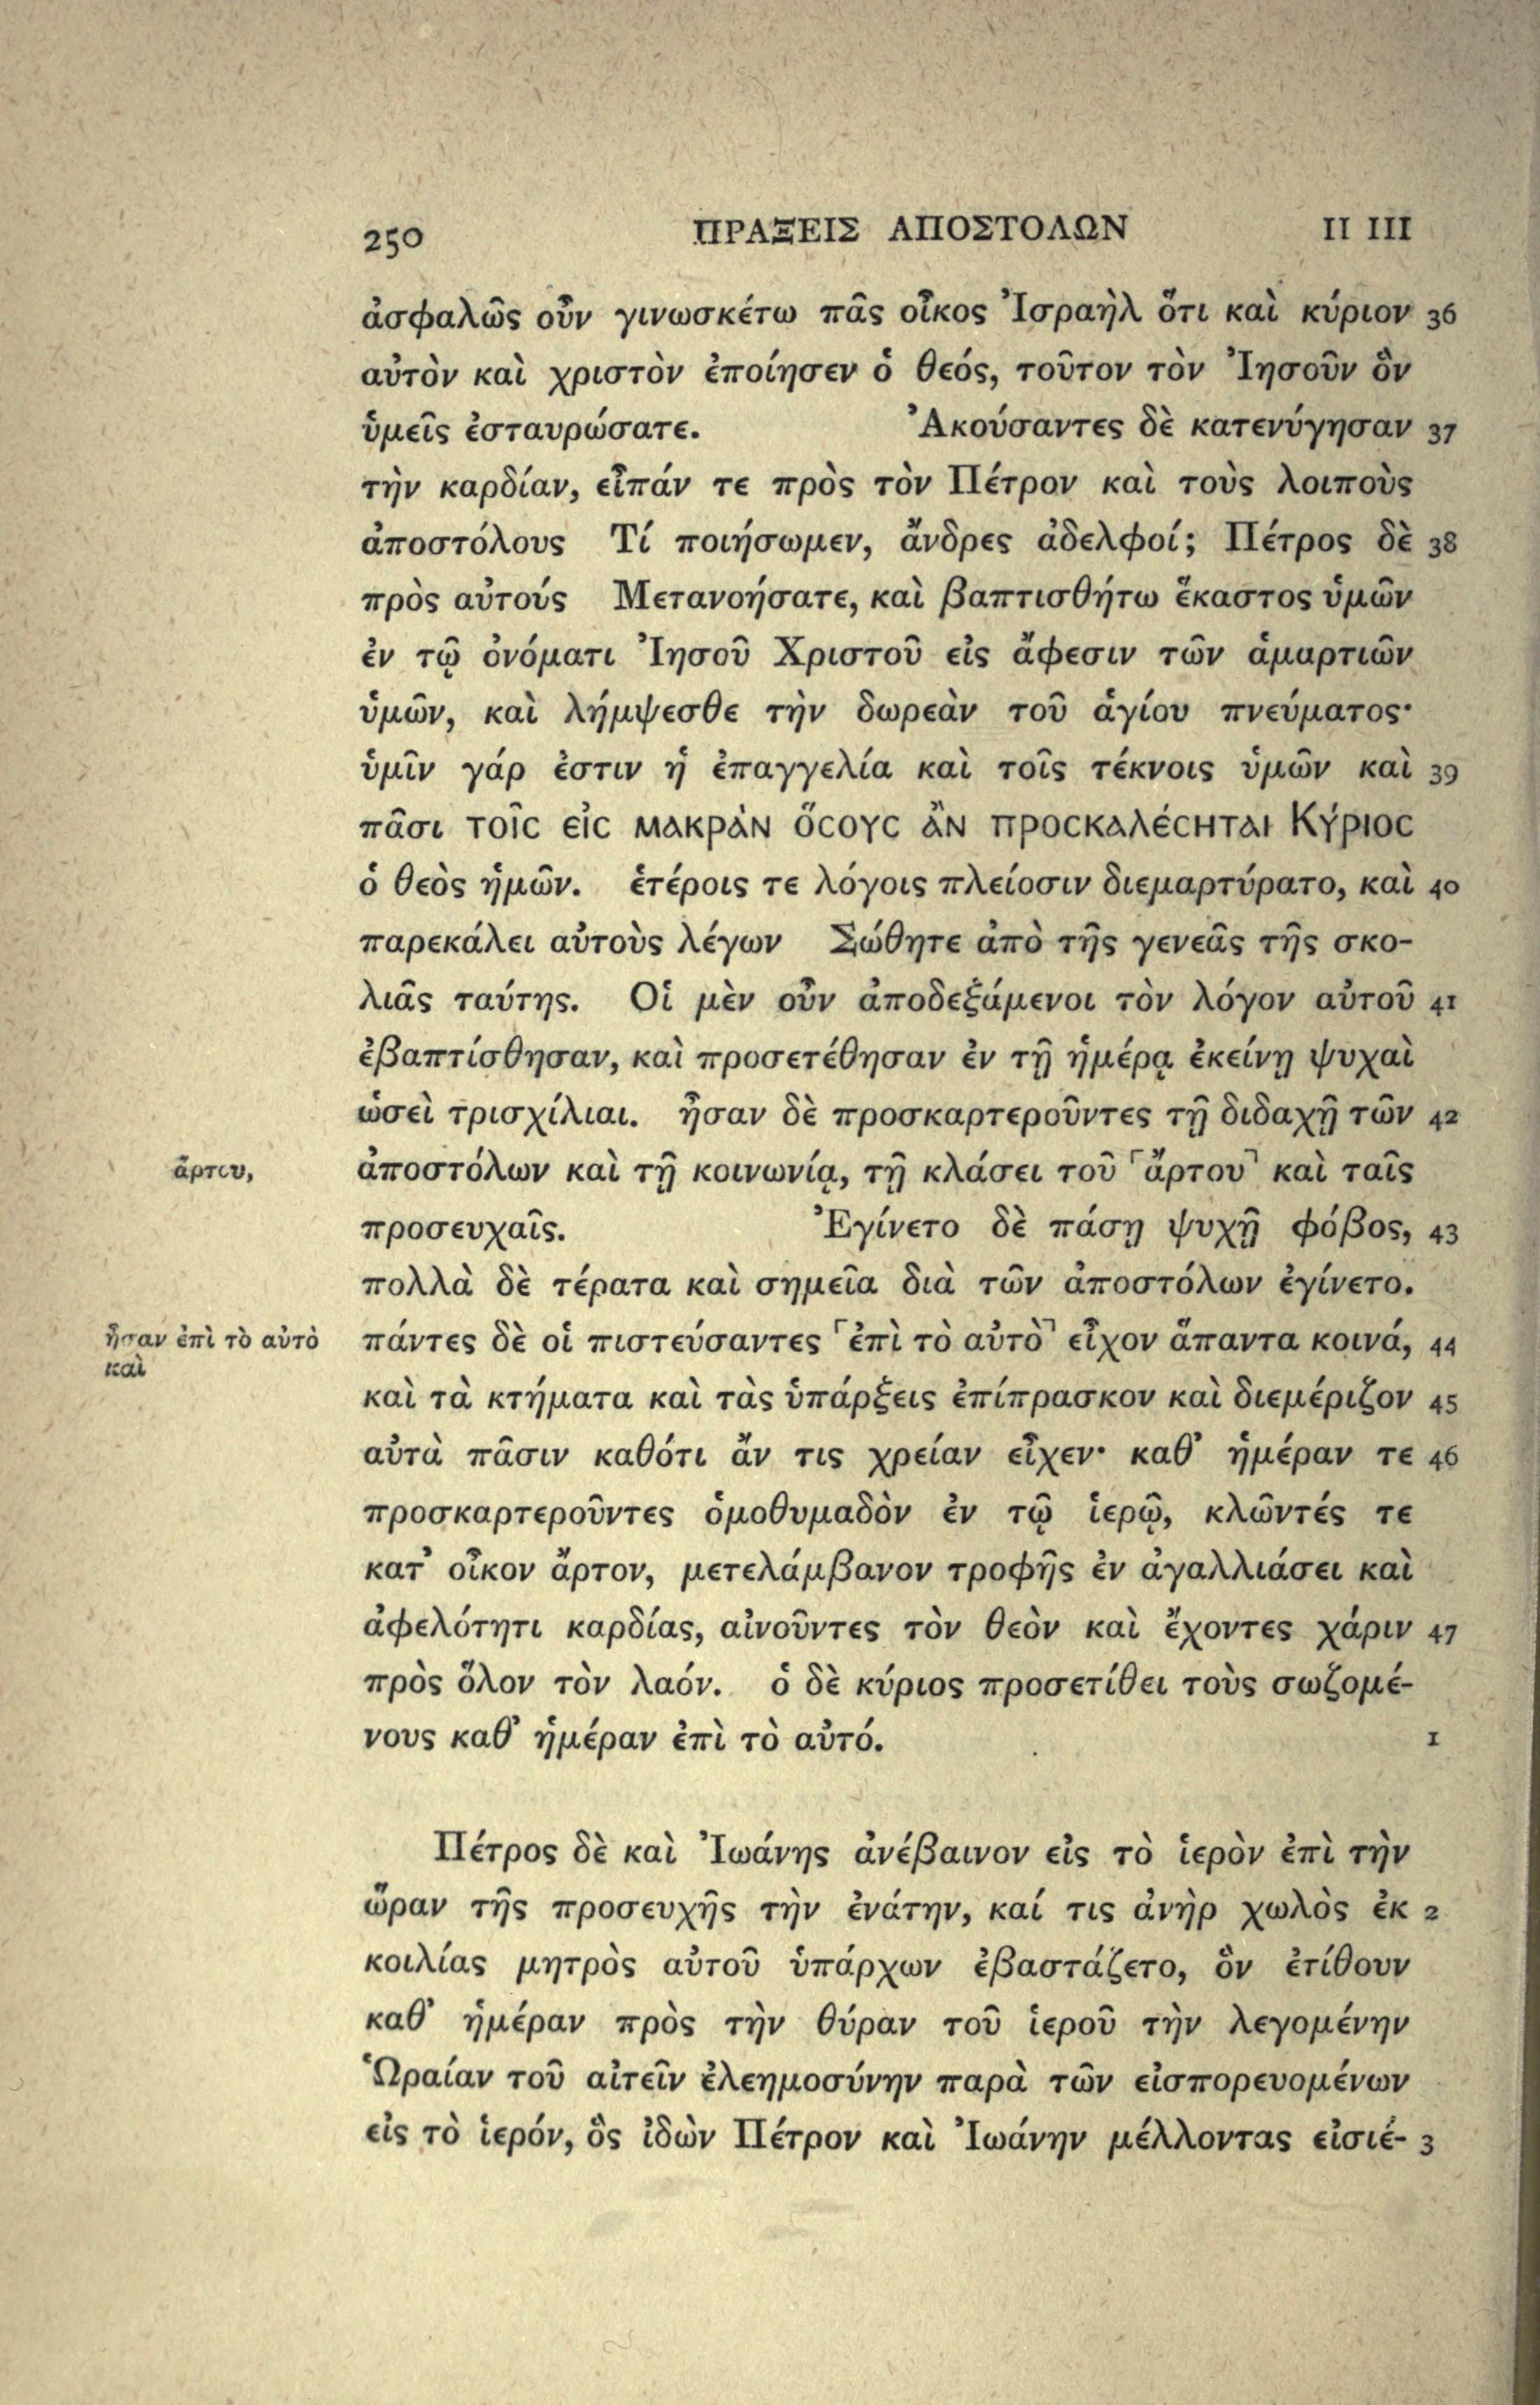 250 ΠΡΑΞΕΙΣ ΑΠΟΣΤΟΛΩΝ II III
ἀσφαλῶς οὖν γινωσκέτω πᾶς οἶκος Ἰσραὴλ ὅτι καὶ κύριον 36
αὐτὸν καὶ χριστὸν ἐποίησεν ὁ θεός, τοῦτον τὸν Ἰησοῦν ὃν
ὑμεῖς ἐσταυρώσατε. Ἀκούσαντες δὲ κατενύγησαν 37
τὴν καρδίαν, εἶπάν τε πρὸς τὸν Πέτρον καὶ τοὺς λοιποὺς
ἀποστόλους Τί ποιήσωμεν, ἄνδρες ἀδελφοί; Πέτρος δὲ 38
πρὸς αὐτούς Μετανοήσατε, καὶ βαπτισθήτω ἕκαστος ὑμῶν
ἐν τῷ ὀνόματι Ἰησοῦ Χριστοῦ εἰς ἄφεσιν τῶν ἁμαρτιῶν
ὑμῶν, καὶ λήμψεσθε τὴν δωρεὰν τοῦ ἁγίου πνεύματος·
ὑμῖν γάρ ἐστιν ἡ ἐπαγγελία καὶ τοῖς τέκνοις ὑμῶν καὶ 39
πᾶσι τοῖc εἰc μακρὰν ὅcουc ἂν προcκαλέcηται Κύριοc
ὁ θεὸς ἡμῶν. ἑτέροις τε λόγοις πλείοσιν διεμαρτύρατο, καὶ 40
παρεκάλει αὐτοὺς λέγων Σώθητε ἀπὸ τῆς γενεᾶς τῆς σκο-
λιᾶς ταύτης. Οἱ μὲν οὖν ἀποδεξάμενοι τὸν λόγον αὐτοῦ 41
ἐβαπτίσθησαν, καὶ προσετέθησαν ἐν τῇ ἡμέρᾳ ἐκείνῃ ψυχαὶ
ὡσεὶ τρισχίλιαι. ἦσαν δὲ προσκαρτεροῦντες τῇ διδαχῇ τῶν 42
ἄρτου, ἀποστόλων καὶ τῇ κοινωνίᾳ, τῇ κλάσει τοῦ ⌜ἄρτου⌝ καὶ ταῖς
προσευχαῖς. Ἐγίνετο δὲ πάσῃ ψυχῇ φόβος, 43
πολλὰ δὲ τέρατα καὶ σημεῖα διὰ τῶν ἀποστόλων ἐγίνετο.
ἦσαν ἐπὶ τὸ αὐτὸ πάντες δὲ οἱ πιστεύσαντες ⌜ἐπὶ τὸ αὐτὸ⌝ εἶχον ἅπαντα κοινά, 44
καὶ
καὶ τὰ κτήματα καὶ τὰς ὑπάρξεις ἐπίπρασκον καὶ διεμέριζον 45
αὐτὰ πᾶσιν καθότι ἄν τις χρείαν εἶχεν· καθ᾽ ἡμέραν τε 46
προσκαρτεροῦντες ὁμοθυμαδὸν ἐν τῷ ἱερῷ, κλῶντές τε
κατ᾽ οἶκον ἄρτον, μετελάμβανον τροφῆς ἐν ἀγαλλιάσει καὶ
ἀφελότητι καρδίας, αἰνοῦντες τὸν θεὸν καὶ ἔχοντες χάριν 47
πρὸς ὅλον τὸν λαόν. ὁ δὲ κύριος προσετίθει τοὺς σωζομέ-
νους καθ᾽ ἡμέραν ἐπὶ τὸ αὐτό. 1
Πέτρος δὲ καὶ Ἰωάνης ἀνέβαινον εἰς τὸ ἱερὸν ἐπὶ τὴν
ὥραν τῆς προσευχῆς τὴν ἐνάτην, καί τις ἀνὴρ χωλὸς ἐκ 2
κοιλίας μητρὸς αὐτοῦ ὑπάρχων ἐβαστάζετο, ὃν ἐτίθουν
καθ᾽ ἡμέραν πρὸς τὴν θύραν τοῦ ἱεροῦ τὴν λεγομένην
Ὡραίαν τοῦ αἰτεῖν ἐλεημοσύνην παρὰ τῶν εἰσπορευομένων
εἰς τὸ ἱερόν, ὃς ἰδὼν Πέτρον καὶ Ἰωάνην μέλλοντας εἰσιέ- 3